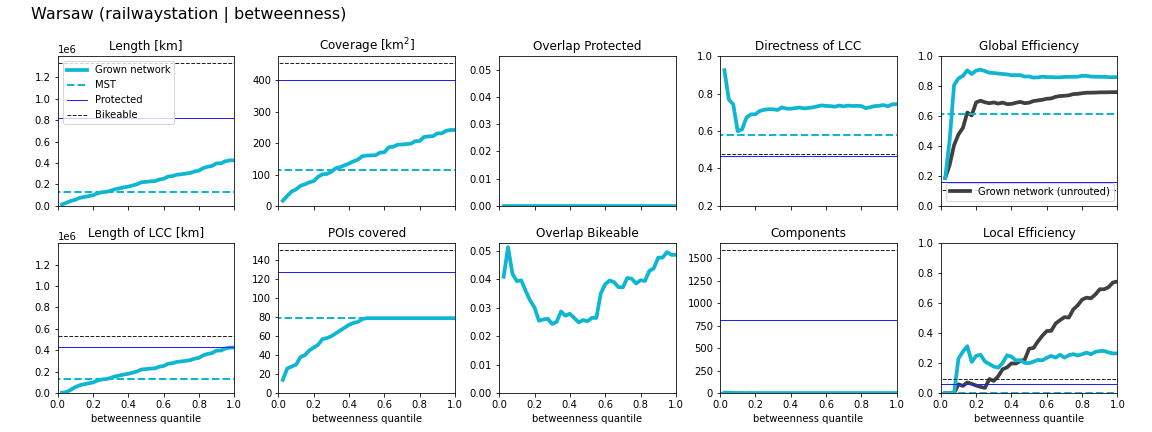 Warsaw (railwaystation | betweenness)
Length [km]
1e6
1.2
1.0
0.8
0.6
0.4
0.2
0.0
Grown network
MST
Protected
Bikeable
Coverage [km²]
400
300
200
100
0
Overlap Protected
0.05
0.04
0.03
0.02
0.01
0.00
Directness of LCC
1.0
0.8
0.6
0.4
0.2
Global Efficiency
1.0
0.8
0.6
0.4
0.2
0.0
Grown network (unrouted)
Length of LCC [km]
1e6
1.2
1.0
0.8
0.6
0.4
0.2
0.0
0.0 0.2 0.4 0.6 0.8 1.0
betweenness quantile
POIs covered
140
120
100
80
60
40
20
0
0.0 0.2 0.4 0.6 0.8 1.0
betweenness quantile
Overlap Bikeable
0.05
0.04
0.03
0.02
0.01
0.00
0.0 0.2 0.4 0.6 0.8 1.0
betweenness quantile
Components
1500
1250
1000
750
500
250
0
0.0 0.2 0.4 0.6 0.8 1.0
betweenness quantile
Local Efficiency
1.0
0.8
0.6
0.4
0.2
0.0
0.0 0.2 0.4 0.6 0.8 1.0
betweenness quantile